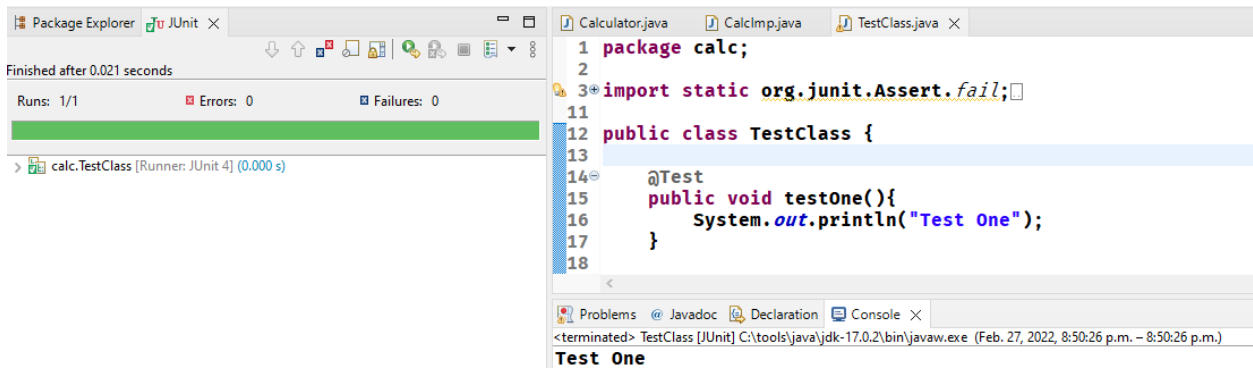 Package Explorer JUnit
Finished after 0.021 seconds
Runs: 1/1 Errors: 0 Failures: 0
calc.TestClass [Runner: JUnit 4] (0.000 s)
Calculator.java CalcImp.java TestClass.java
1 package calc;
2
3 import static org.junit.Assert.fail;
11
12 public class TestClass {
13
14 @Test
15 public void testOne(){
16 System.out.println("Test One");
17 }
18
Problems @ Javadoc Declaration Console
<terminated> TestClass [JUnit] C:\tools\java\jdk-17.0.2\bin\javaw.exe (Feb. 27, 2022, 8:50:26 p.m. – 8:50:26 p.m.)
Test One